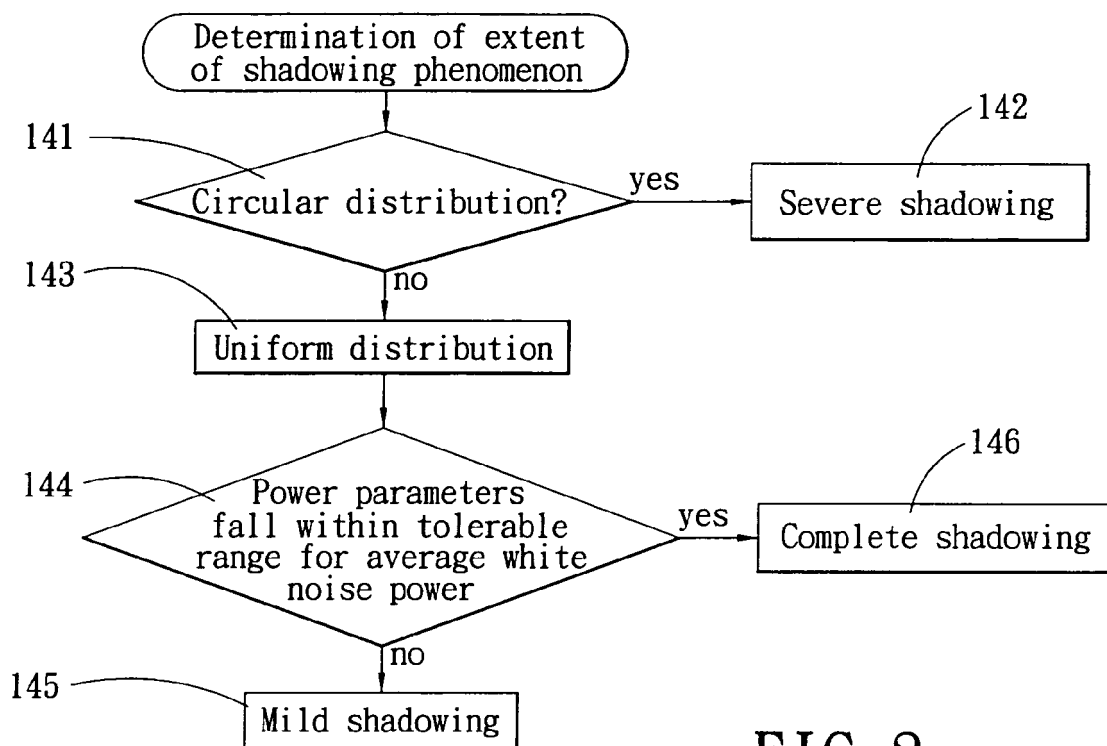 Determination of extent
of shadowing phenomenon
141
142
Circular distribution?
yes
Severe shadowing
no
143
Uniform distribution
144
146
Power parameters
fall within tolerable
range for average white
noise power
yes
Complete shadowing
no
145
Mild shadowing